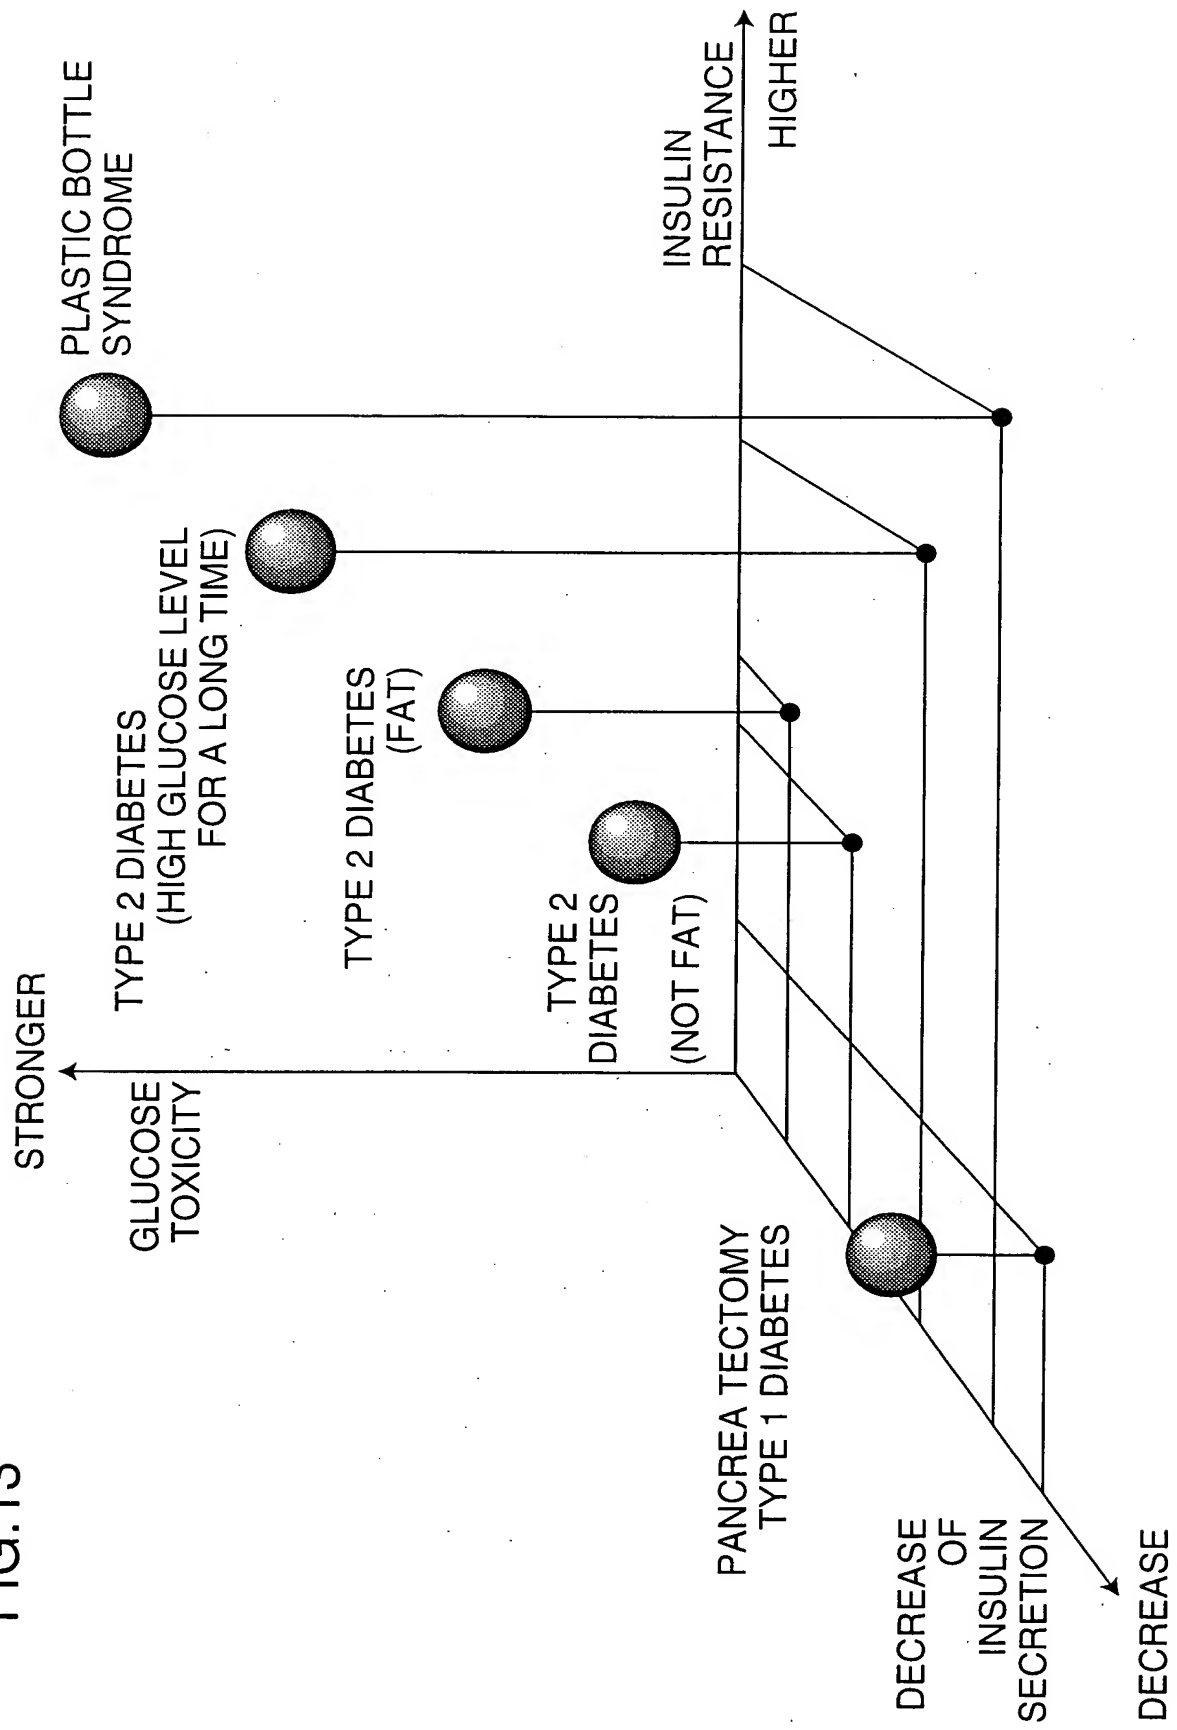 FIG.13
STRONGER
GLUCOSE
TOXICITY
PLASTIC BOTTLE
SYNDROME
TYPE 2 DIABETES
(HIGH GLUCOSE LEVEL
FOR A LONG TIME)
TYPE 2 DIABETES
(FAT)
TYPE 2
DIABETES
(NOT FAT)
INSULIN
RESISTANCE
HIGHER
PANCREA TECTOMY
TYPE 1 DIABETES
DECREASE
OF
INSULIN
SECRETION
DECREASE